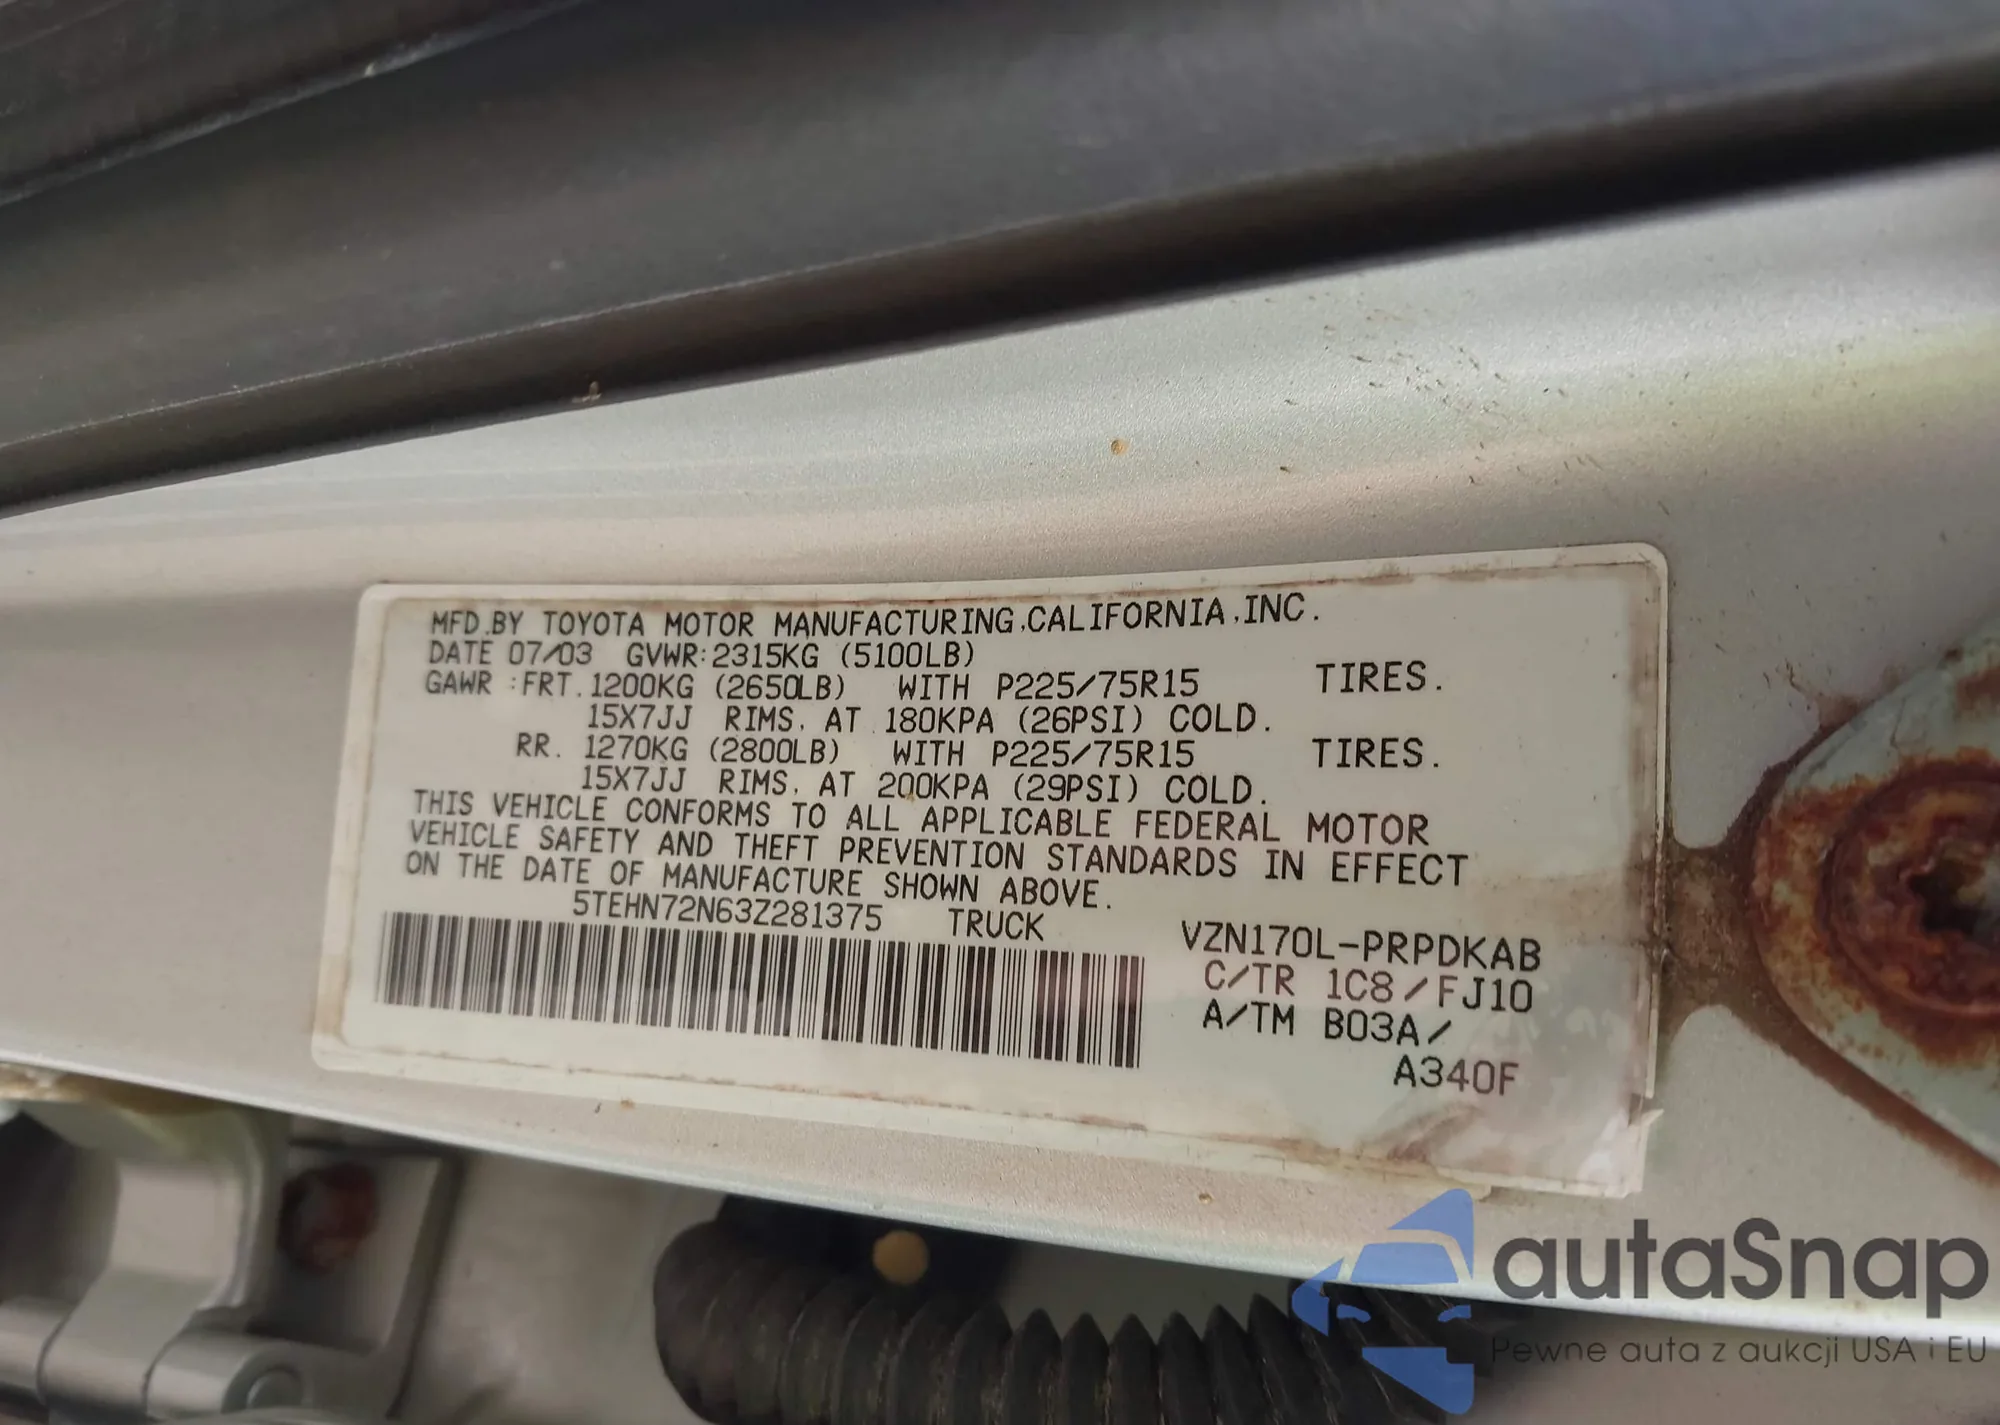 MFD.BY TOYOTA MOTOR MANUFACTURING,CALIFORNIA,INC.
DATE 07/03 GVWR:2315KG (5100LB)
GAWR :FRT.1200KG (2650LB) WITH P225/75R15 TIRES.
15X7JJ RIMS, AT 180KPA (26PSI) COLD.
RR. 1270KG (2800LB) WITH P225/75R15 TIRES.
15X7JJ RIMS, AT 200KPA (29PSI) COLD.
THIS VEHICLE CONFORMS TO ALL APPLICABLE FEDERAL MOTOR
VEHICLE SAFETY AND THEFT PREVENTION STANDARDS IN EFFECT
ON THE DATE OF MANUFACTURE SHOWN ABOVE.
5TEHN72N63Z281375 TRUCK
VZN170L-PRPDKAB
C/TR 1C8/FJ10
A/TM B03A/
A340F
autaSnap
Pewne auta z aukcji USA i EU